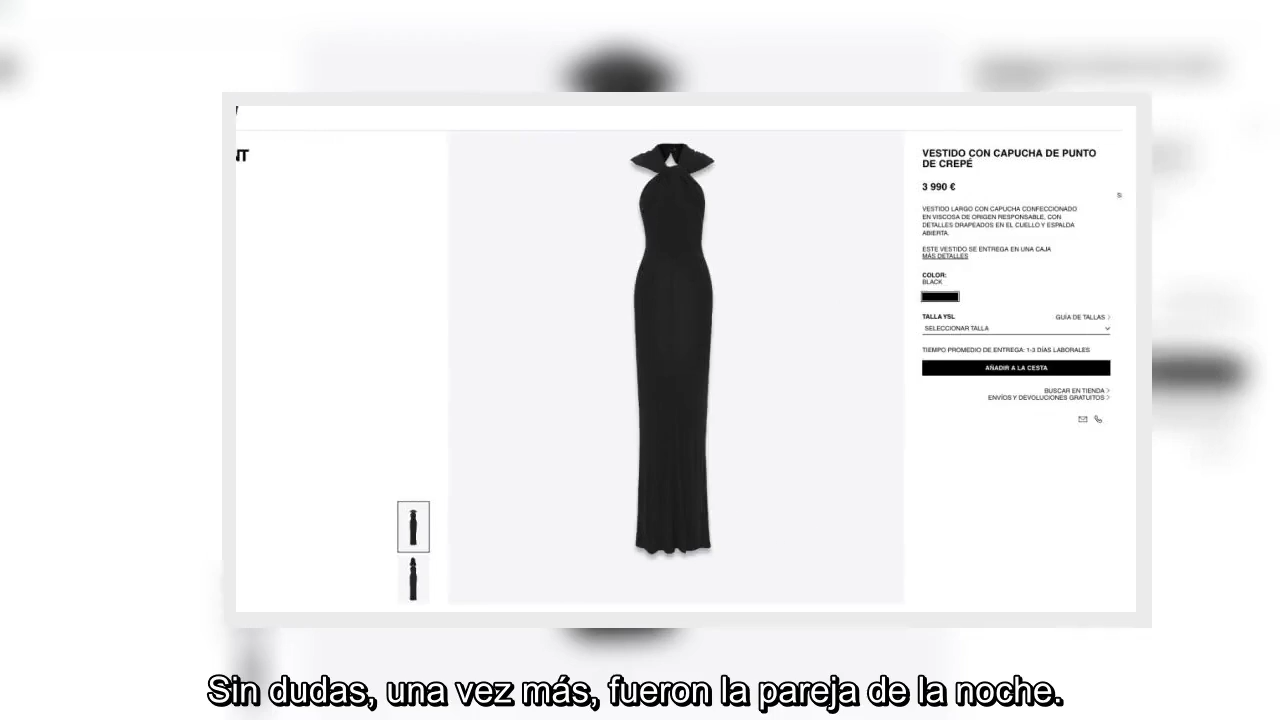 NT
VESTIDO CON CAPUCHA DE PUNTO
DE CREPÉ
3 990 €
VESTIDO LARGO CON CAPUCHA CONFECCIONADO
EN VISCOSA DE ORIGEN RESPONSABLE, CON
DETALLES DRAPEADOS EN EL CUELLO Y ESPALDA
ABIERTA.
ESTE VESTIDO SE ENTREGA EN UNA CAJA
MÁS DETALLES
COLOR:
BLACK
TALLA YSL GUÍA DE TALLAS
SELECCIONAR TALLA
TIEMPO PROMEDIO DE ENTREGA: 1-3 DÍAS LABORALES
AÑADIR A LA CESTA
BUSCAR EN TIENDA
ENVÍOS Y DEVOLUCIONES GRATUITOS
Sin dudas, una vez más, fueron la pareja de la noche.